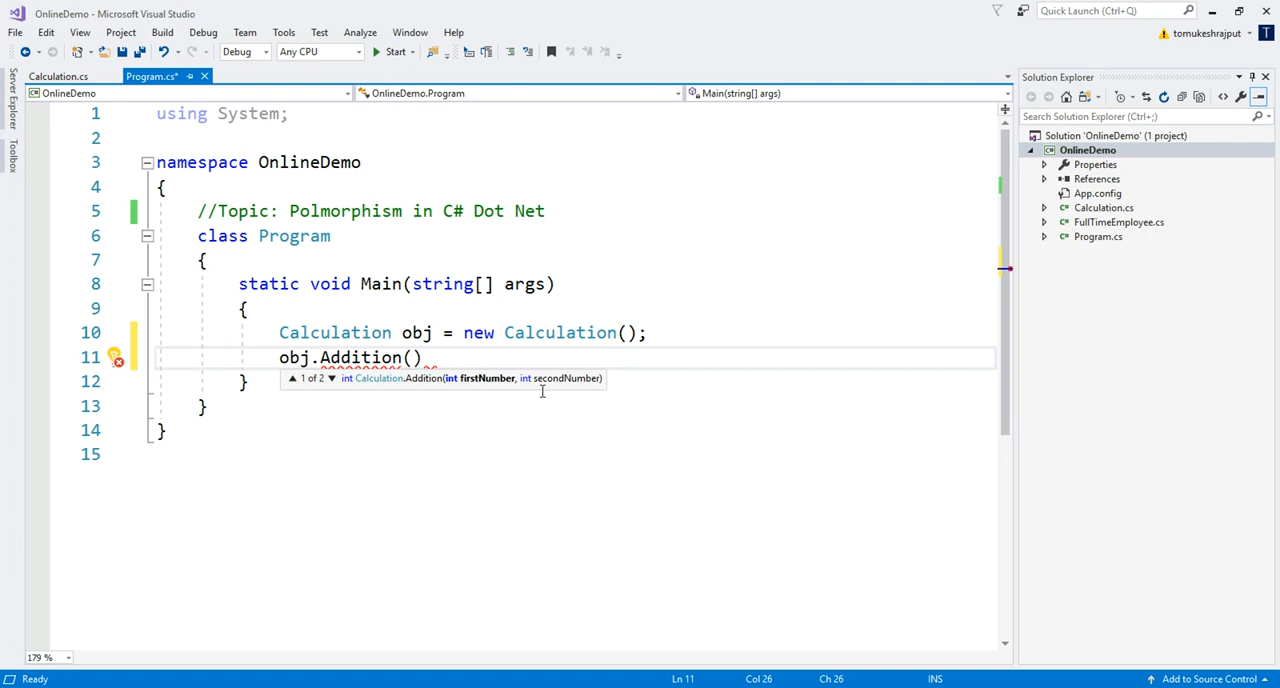 OnlineDemo - Microsoft Visual Studio
Quick Launch (Ctrl+Q)
File Edit View Project Build Debug Team Tools Test Analyze Window Help
tomukeshrajput T
Debug Any CPU Start
Server Explorer
Toolbox
Calculation.cs Program.cs*
OnlineDemo OnlineDemo.Program Main(string[] args)
1 using System;
2
3 namespace OnlineDemo
4 {
5 //Topic: Polmorphism in C# Dot Net
6 class Program
7 {
8 static void Main(string[] args)
9 {
10 Calculation obj = new Calculation();
11 obj.Addition()
▲ 1 of 2 ▼ int Calculation.Addition(int firstNumber, int secondNumber)
12 }
13 }
14 }
15
179 %
Solution Explorer
Search Solution Explorer (Ctrl+;)
Solution 'OnlineDemo' (1 project)
OnlineDemo
Properties
References
App.config
C# Calculation.cs
C# FullTimeEmployee.cs
C# Program.cs
Ready Ln 11 Col 26 Ch 26 INS Add to Source Control